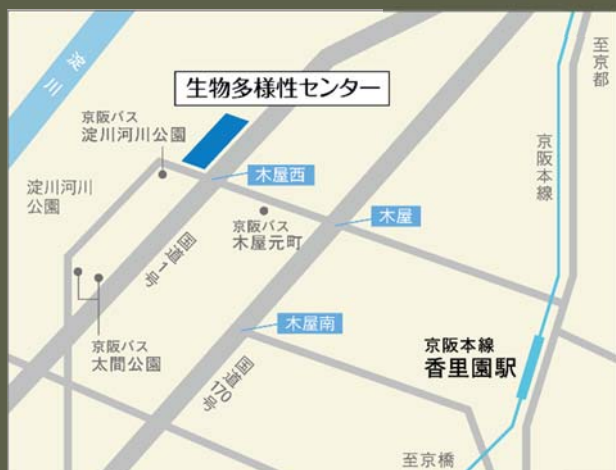 淀川
生物多様性センター
至京都
京阪バス
淀川河川公園
京阪本線
淀川河川
公園
木屋西
木屋
京阪バス
木屋元町
国道1号
木屋南
京阪バス
太間公園
京阪本線
香里園駅
国道170号
至京橋